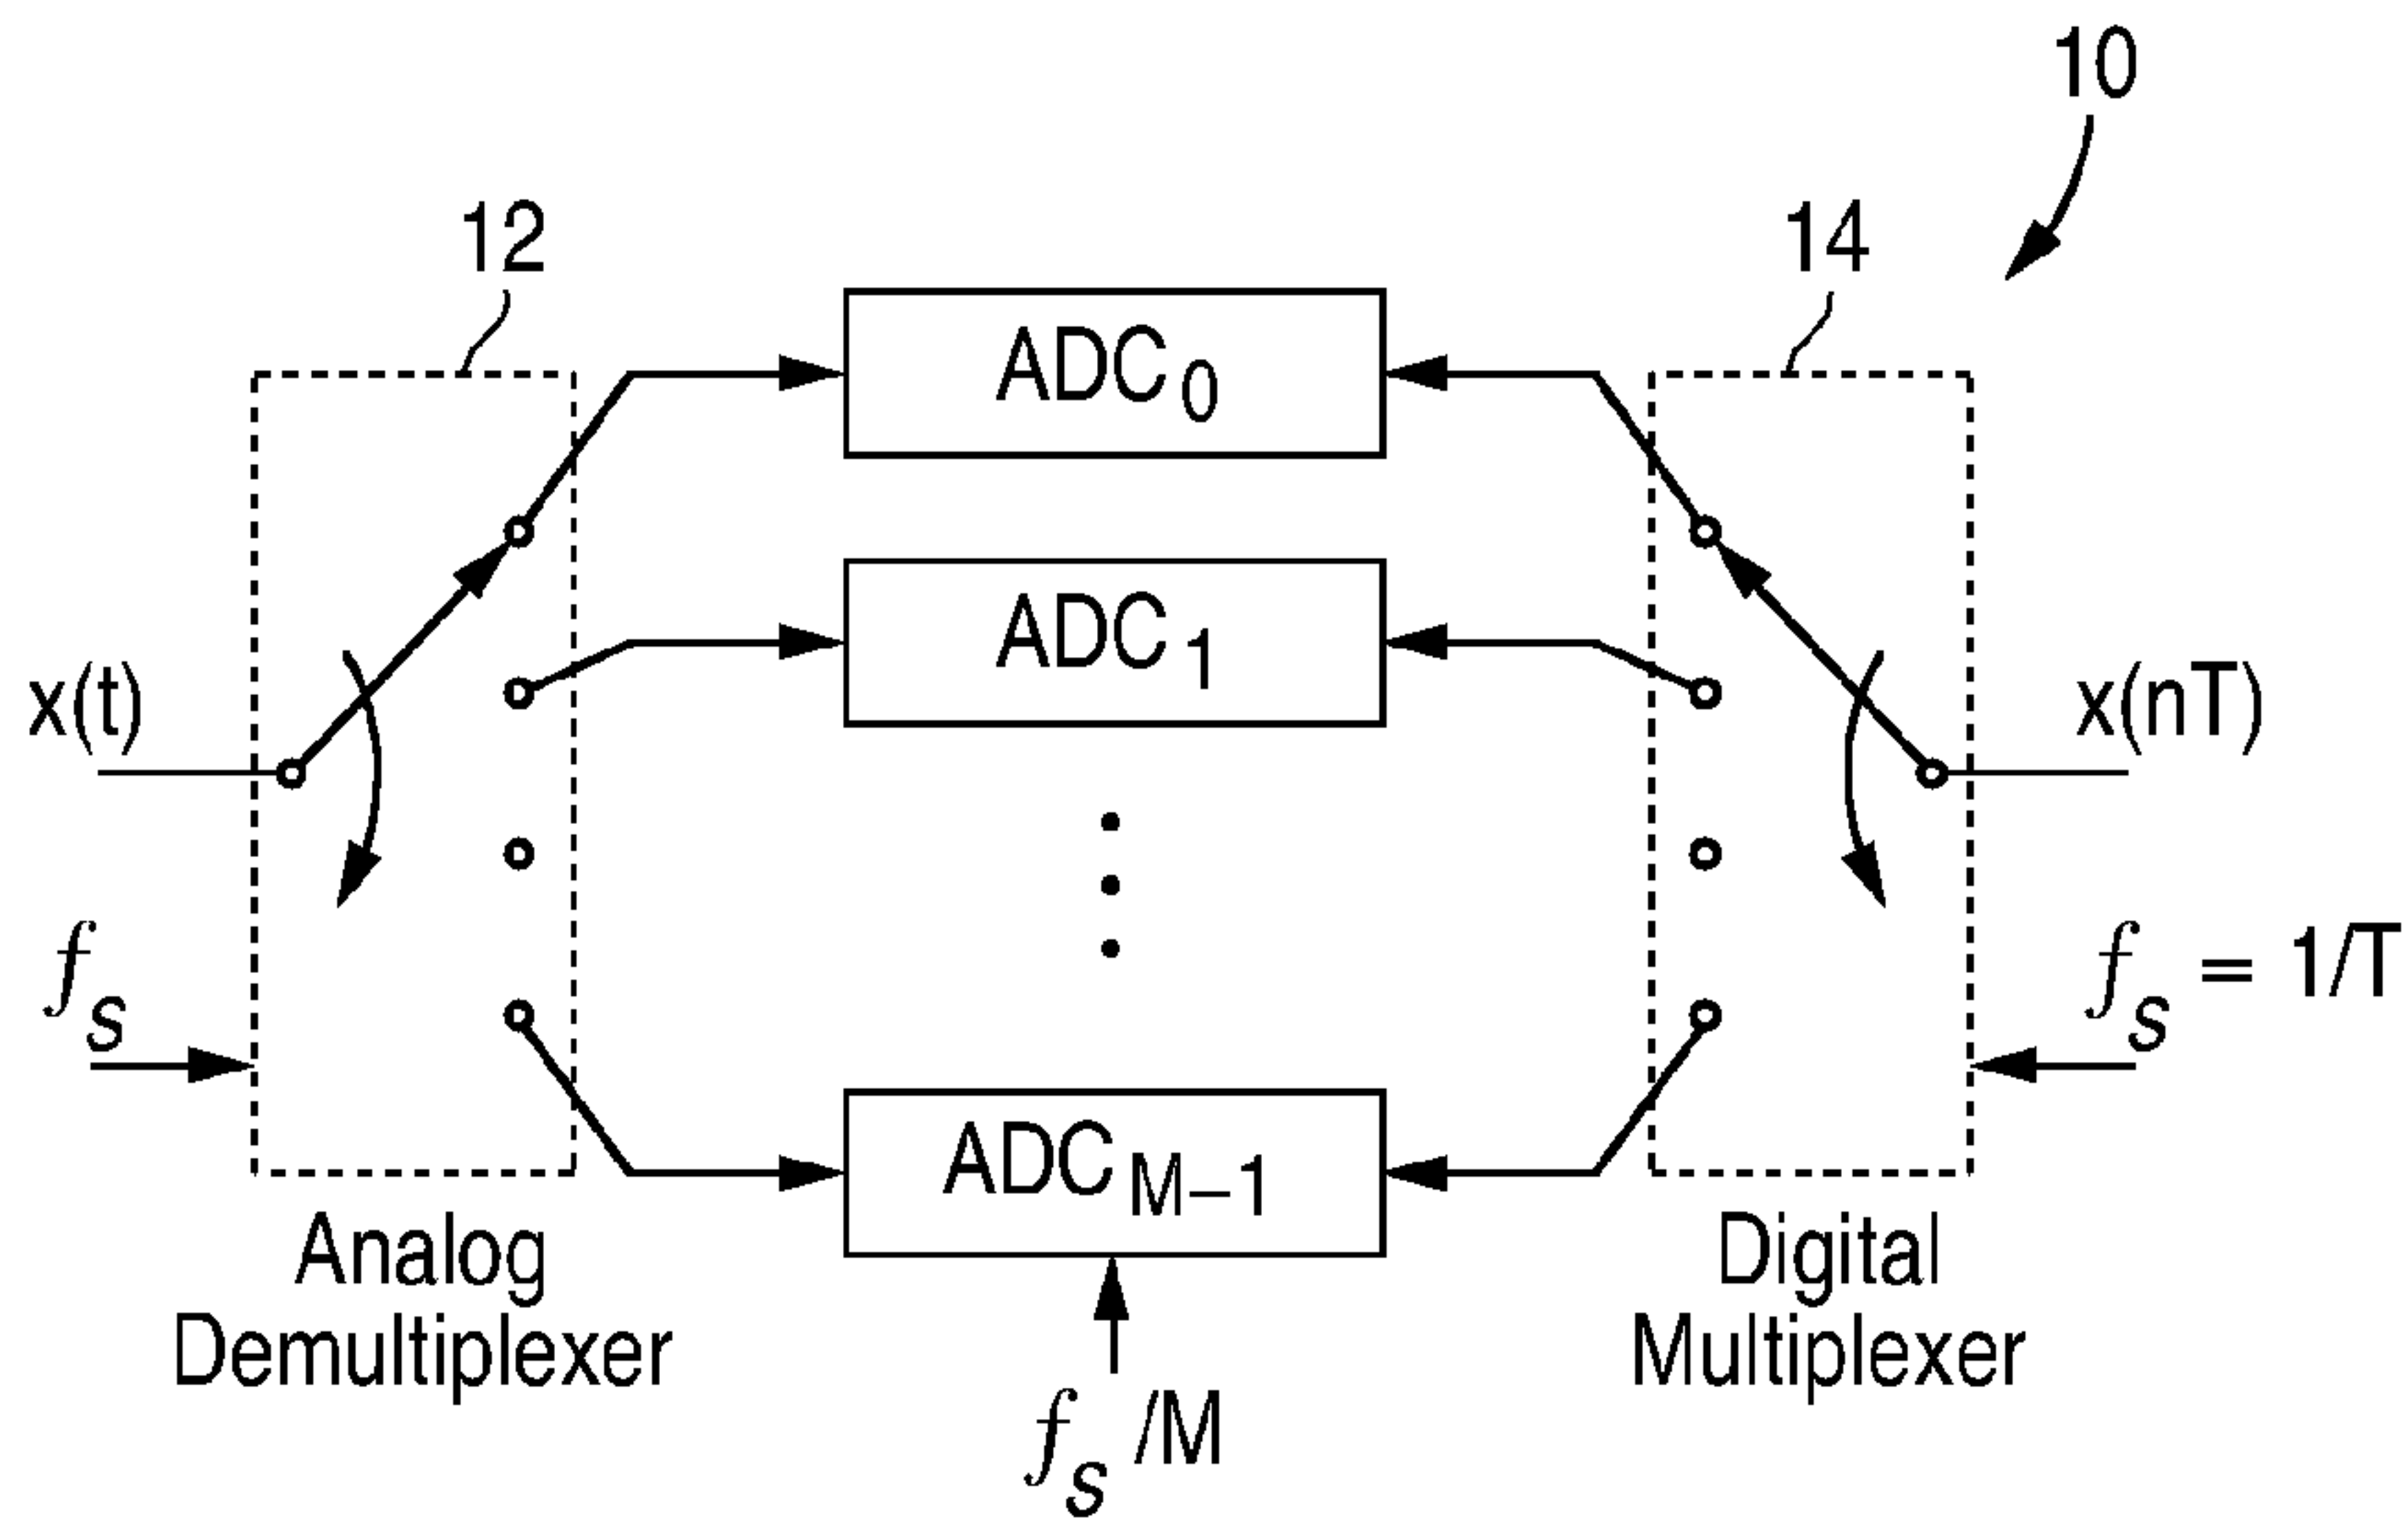 10
12
14
ADC0
ADC1
x(t)
x(nT)
fs
fs = 1/T
ADCM–1
Analog
Demultiplexer
Digital
Multiplexer
fs /M